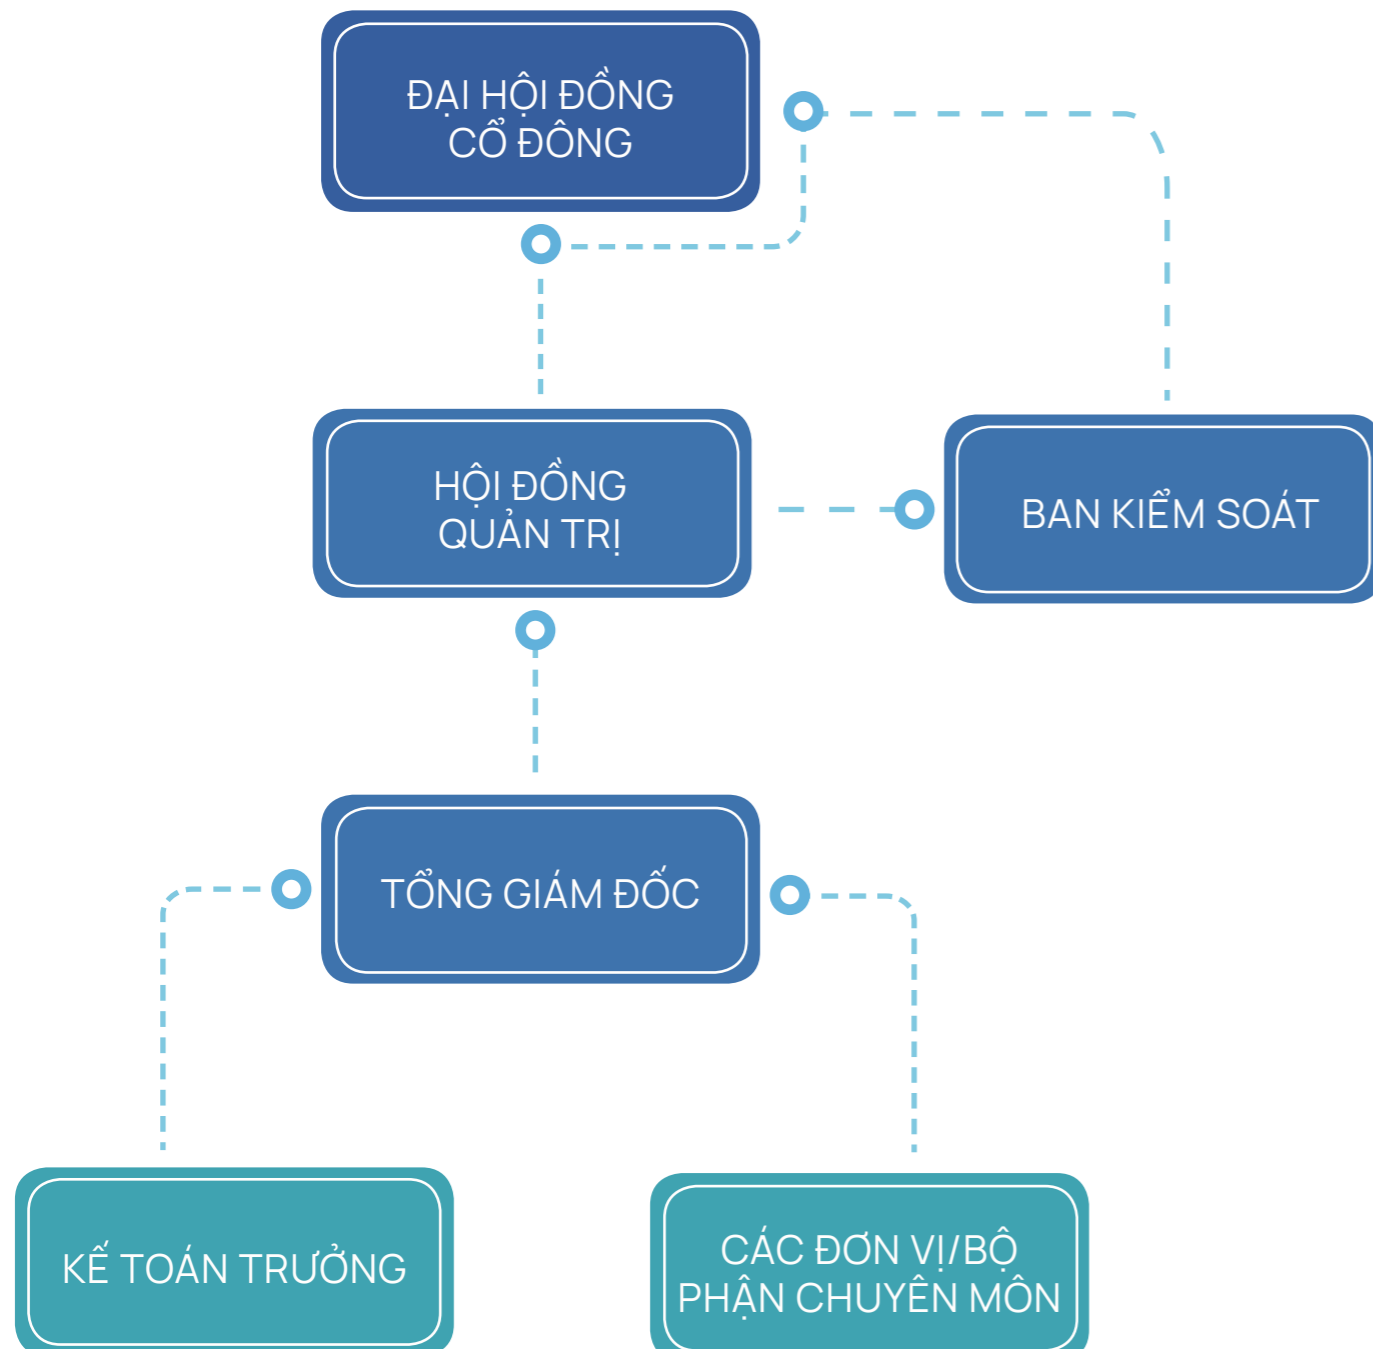 ĐẠI HỘI ĐỒNG
CỔ ĐÔNG
HỘI ĐỒNG
QUẢN TRỊ
BAN KIỂM SOÁT
TỔNG GIÁM ĐỐC
KẾ TOÁN TRƯỞNG
CÁC ĐƠN VỊ/BỘ
PHẬN CHUYÊN MÔN